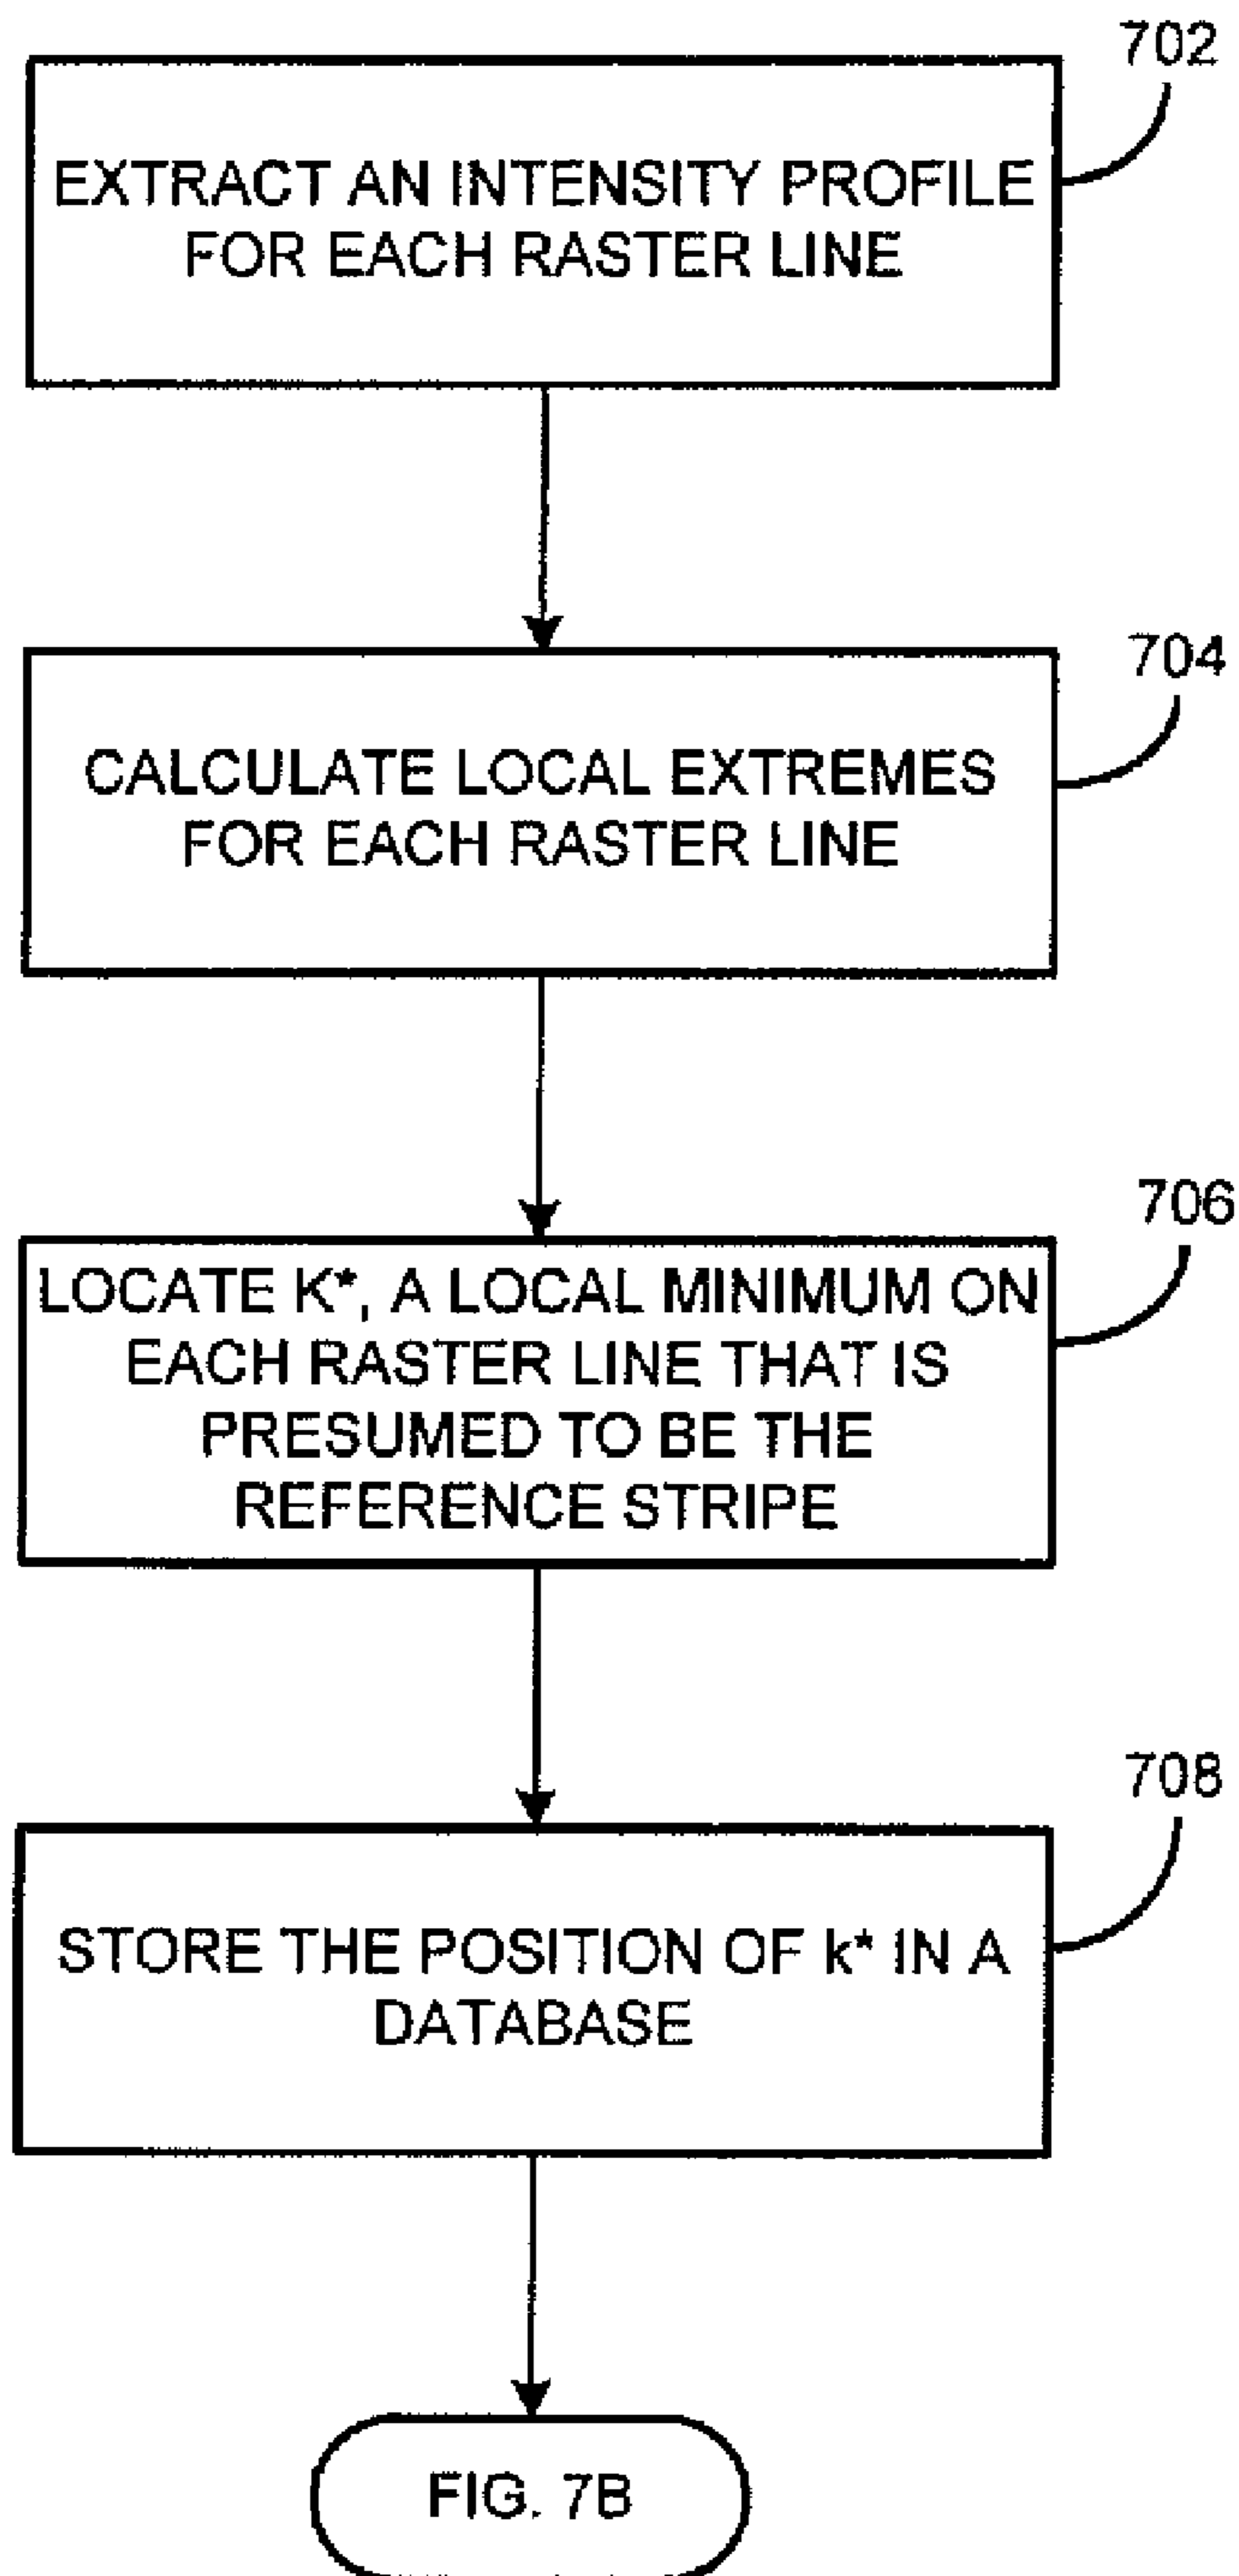 702
EXTRACT AN INTENSITY PROFILE
FOR EACH RASTER LINE
704
CALCULATE LOCAL EXTREMES
FOR EACH RASTER LINE
706
LOCATE K*, A LOCAL MINIMUM ON
EACH RASTER LINE THAT IS
PRESUMED TO BE THE
REFERENCE STRIPE
708
STORE THE POSITION OF k* IN A
DATABASE
FIG. 7B